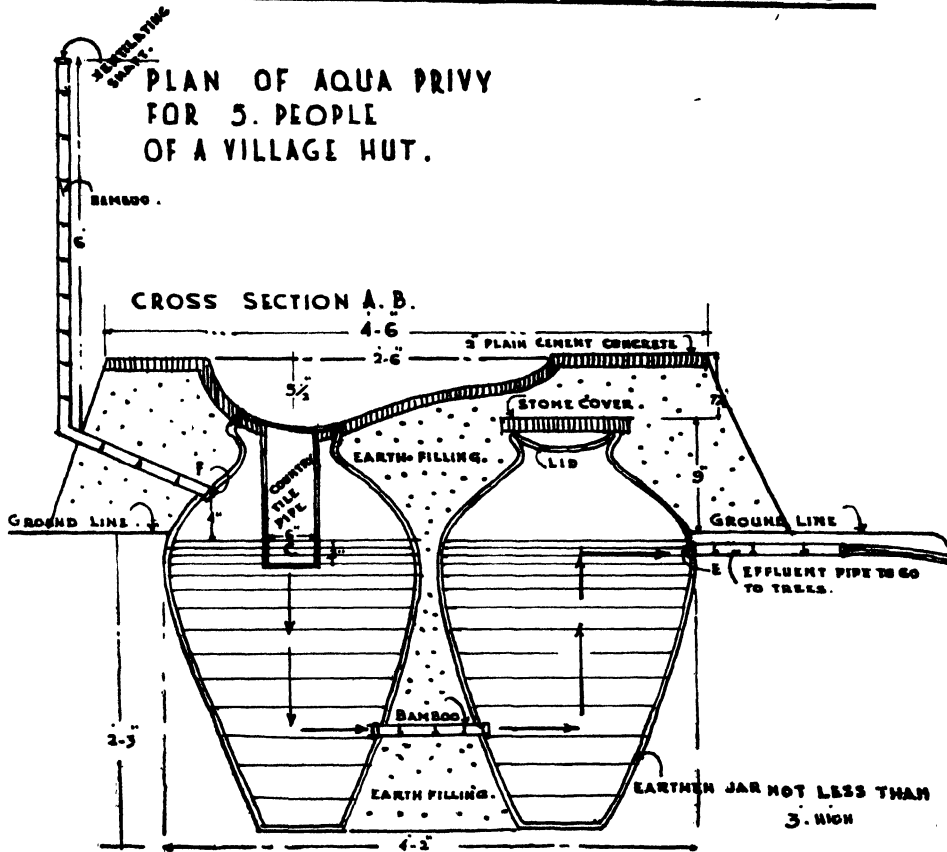 VENTILATING
SHAFT.
PLAN OF AQUA PRIVY
FOR 5. PEOPLE
OF A VILLAGE HUT.
BAMBOO.
6'
CROSS SECTION A.B.
4-6"
2-6"
2" PLAIN CEMENT CONCRETE
5½"
STONE COVER.
EARTH FILLING.
LID
9"
F
COUNTRY
TILE
PIPE
4"
6"
GROUND LINE.
GROUND LINE
E
EFFLUENT PIPE TO GO
TO TREES.
BAMBOO
2-3"
EARTHEN JAR NOT LESS THAN
3. HIGH
EARTH FILLING.
4-2"